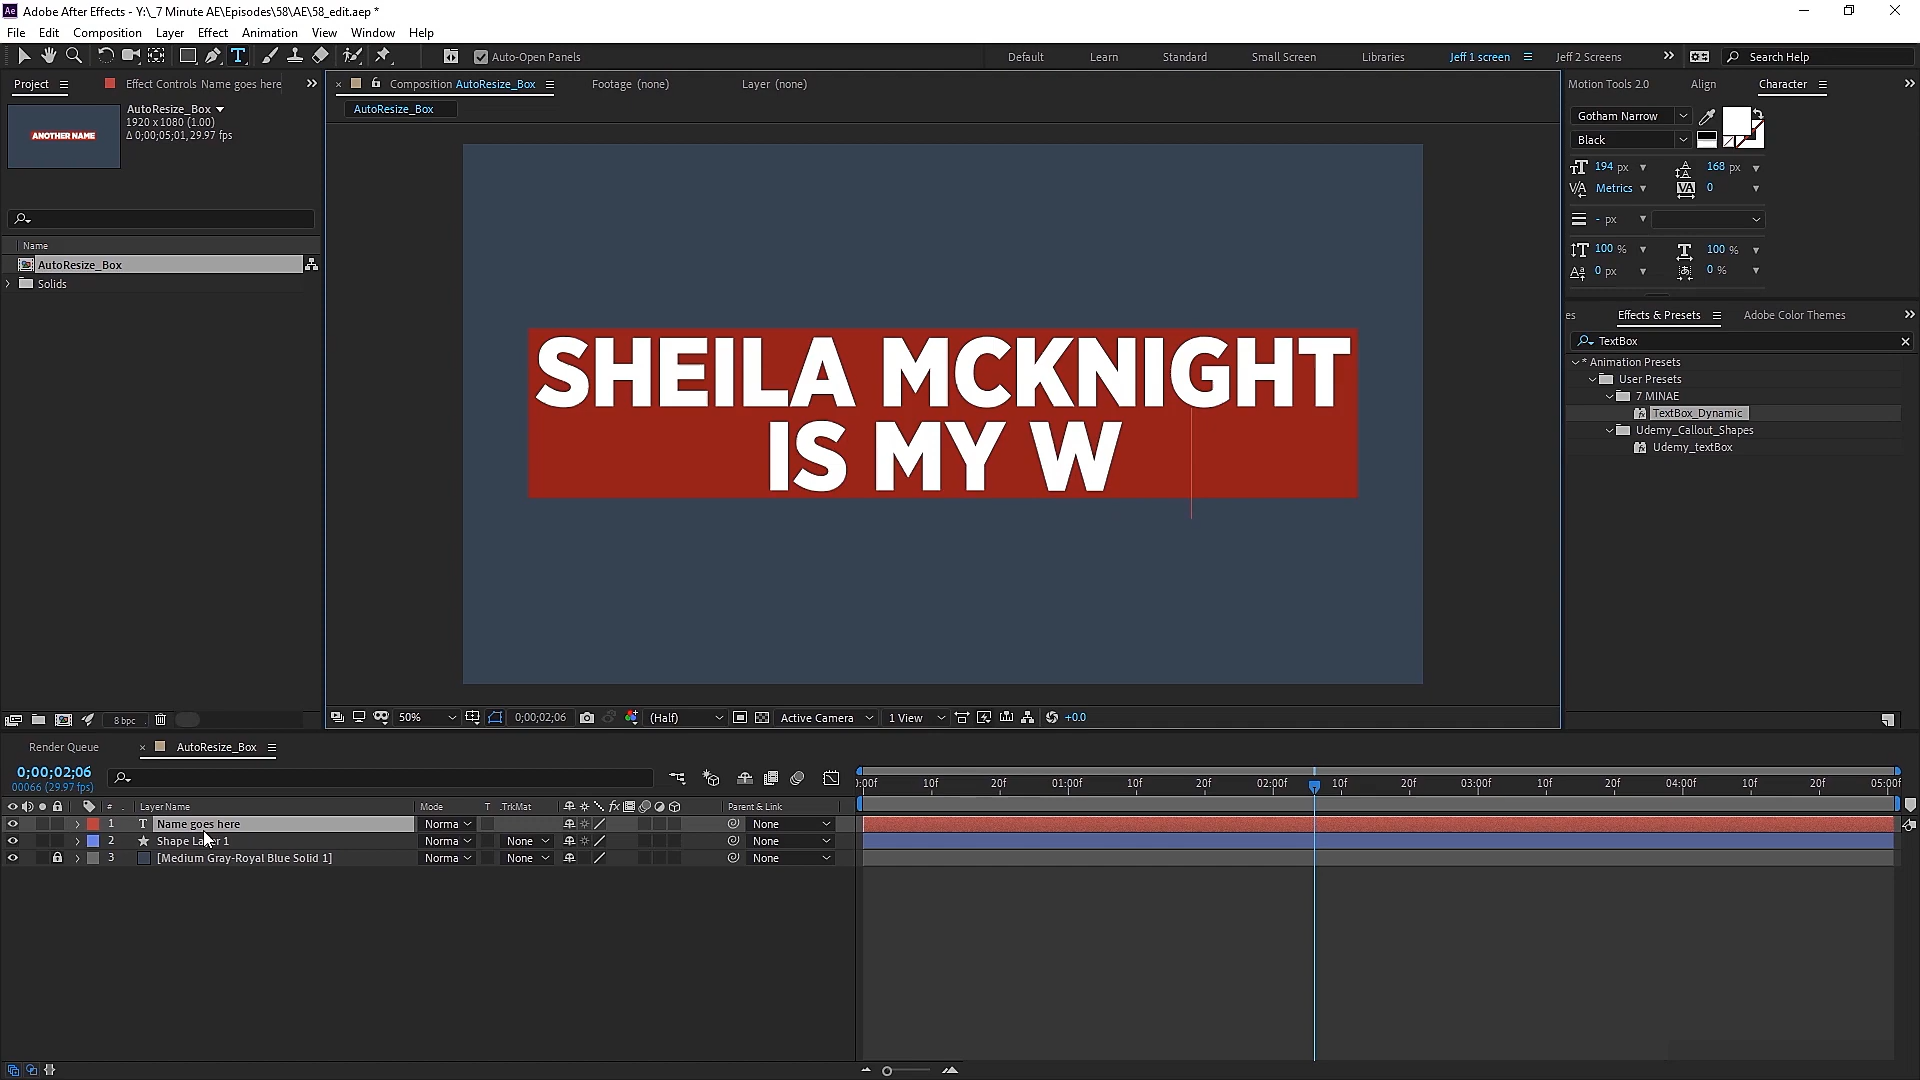 Adobe After Effects - Y:\_7 Minute AE\Episodes\58\AE\58_edit.aep *
File Edit Composition Layer Effect Animation View Window Help
Auto-Open Panels
Default Learn Standard Small Screen Libraries Jeff 1 screen Jeff 2 Screens Search Help
Project Effect Controls Name goes here
Composition AutoResize_Box Footage (none) Layer (none)
Motion Tools 2.0 Align Character
AutoResize_Box
1920 x 1080 (1.00)
Δ 0;00;05;01, 29.97 fps
ANOTHER NAME
AutoResize_Box
Gotham Narrow
Black
194 px 168 px
Metrics 0
- px
100 % 100 %
0 px 0 %
Name
AutoResize_Box
Solids
SHEILA MCKNIGHT
IS MY W
Effects & Presets Adobe Color Themes
TextBox
* Animation Presets
User Presets
7 MINAE
TextBox_Dynamic
Udemy_Callout_Shapes
Udemy_textBox
8 bpc
50% 0;00;02;06 (Half) Active Camera 1 View +0.0
Render Queue AutoResize_Box
0;00;02;06
00066 (29.97 fps)
:00f 10f 20f 01:00f 10f 20f 02:00f 10f 20f 03:00f 10f 20f 04:00f 10f 20f 05:00f
# Layer Name Mode T .TrkMat fx Parent & Link
1 T Name goes here Norma None
2 Shape Layer 1 Norma None None
3 [Medium Gray-Royal Blue Solid 1] Norma None None